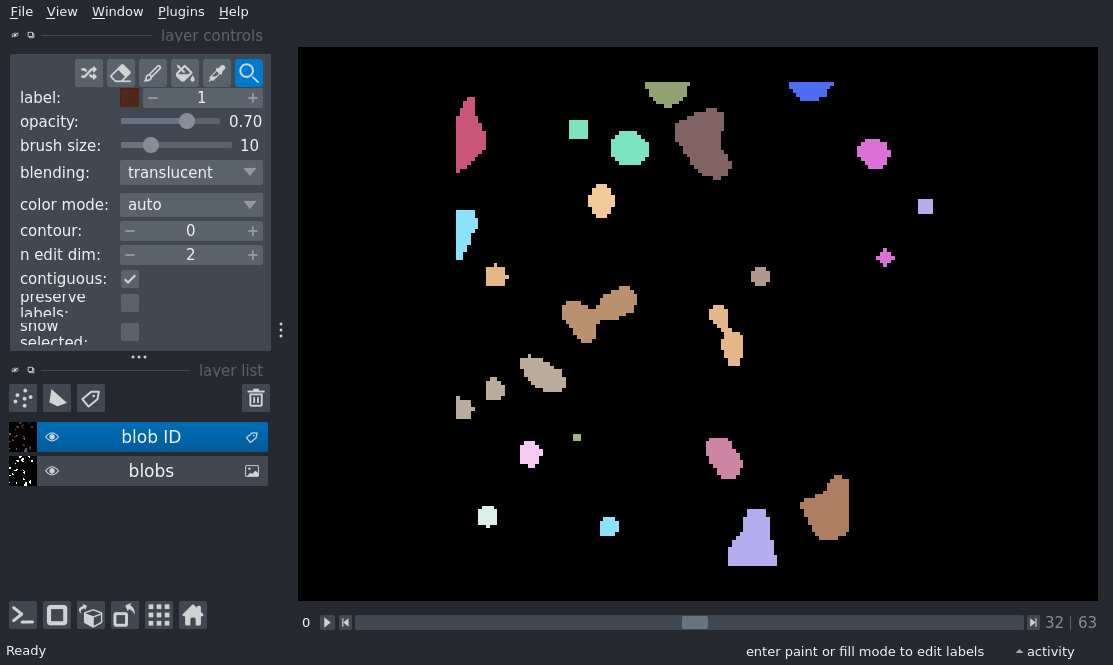 File View Window Plugins Help
layer controls
label: 1
opacity: 0.70
brush size: 10
blending: translucent
color mode: auto
contour: 0
n edit dim: 2
contiguous:
preserve
labels:
show
selected:
layer list
blob ID
blobs
0 32 | 63
Ready enter paint or fill mode to edit labels activity